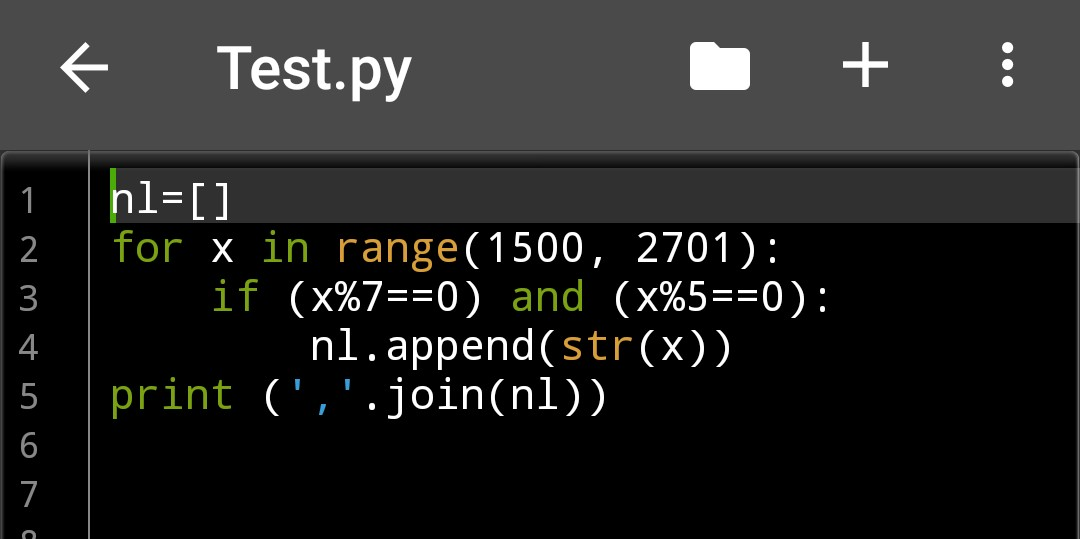 Test.py
1 nl=[]
2 for x in range(1500, 2701):
3     if (x%7==0) and (x%5==0):
4         nl.append(str(x))
5 print (','.join(nl))
6
7
8